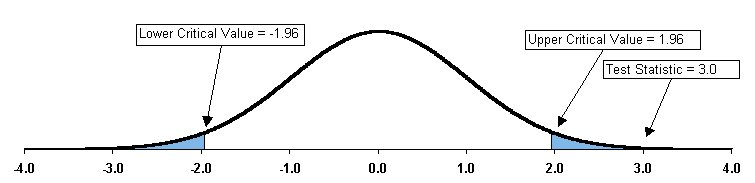 Lower Critical Value = -1.96
Upper Critical Value = 1.96
Test Statistic = 3.0
-4.0 -3.0 -2.0 -1.0 0.0 1.0 2.0 3.0 4.0